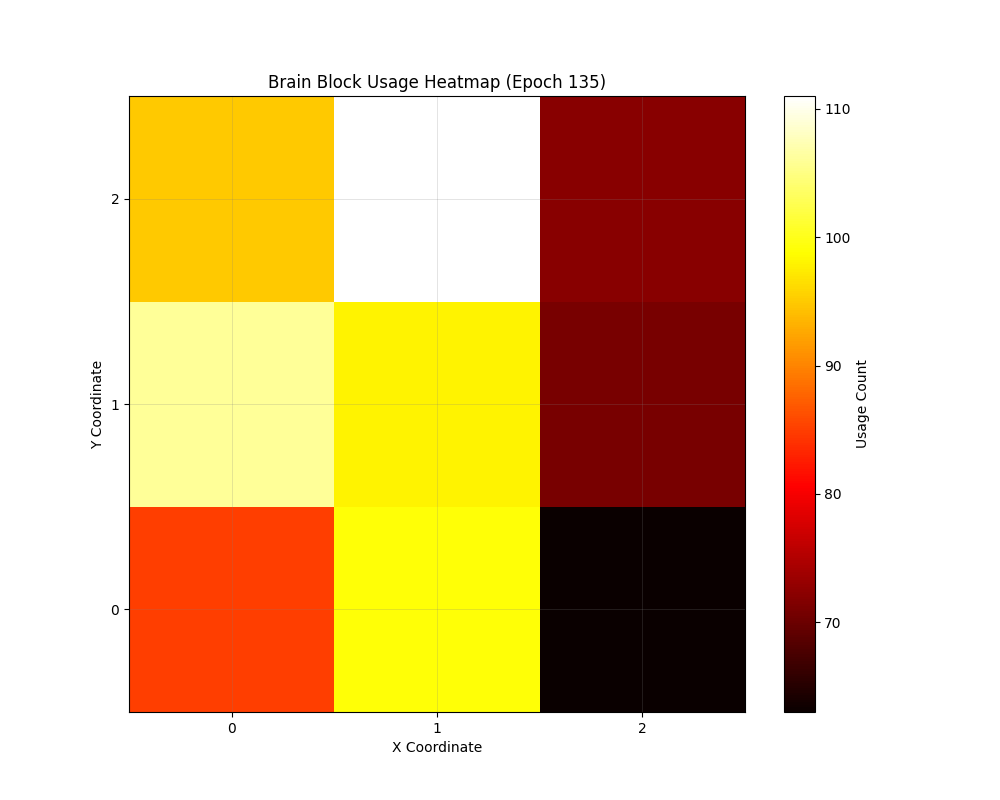 Brain Block Usage Heatmap (Epoch 135)
Y Coordinate
2
1
0
0 1 2
X Coordinate
110
100
90
80
70
Usage Count